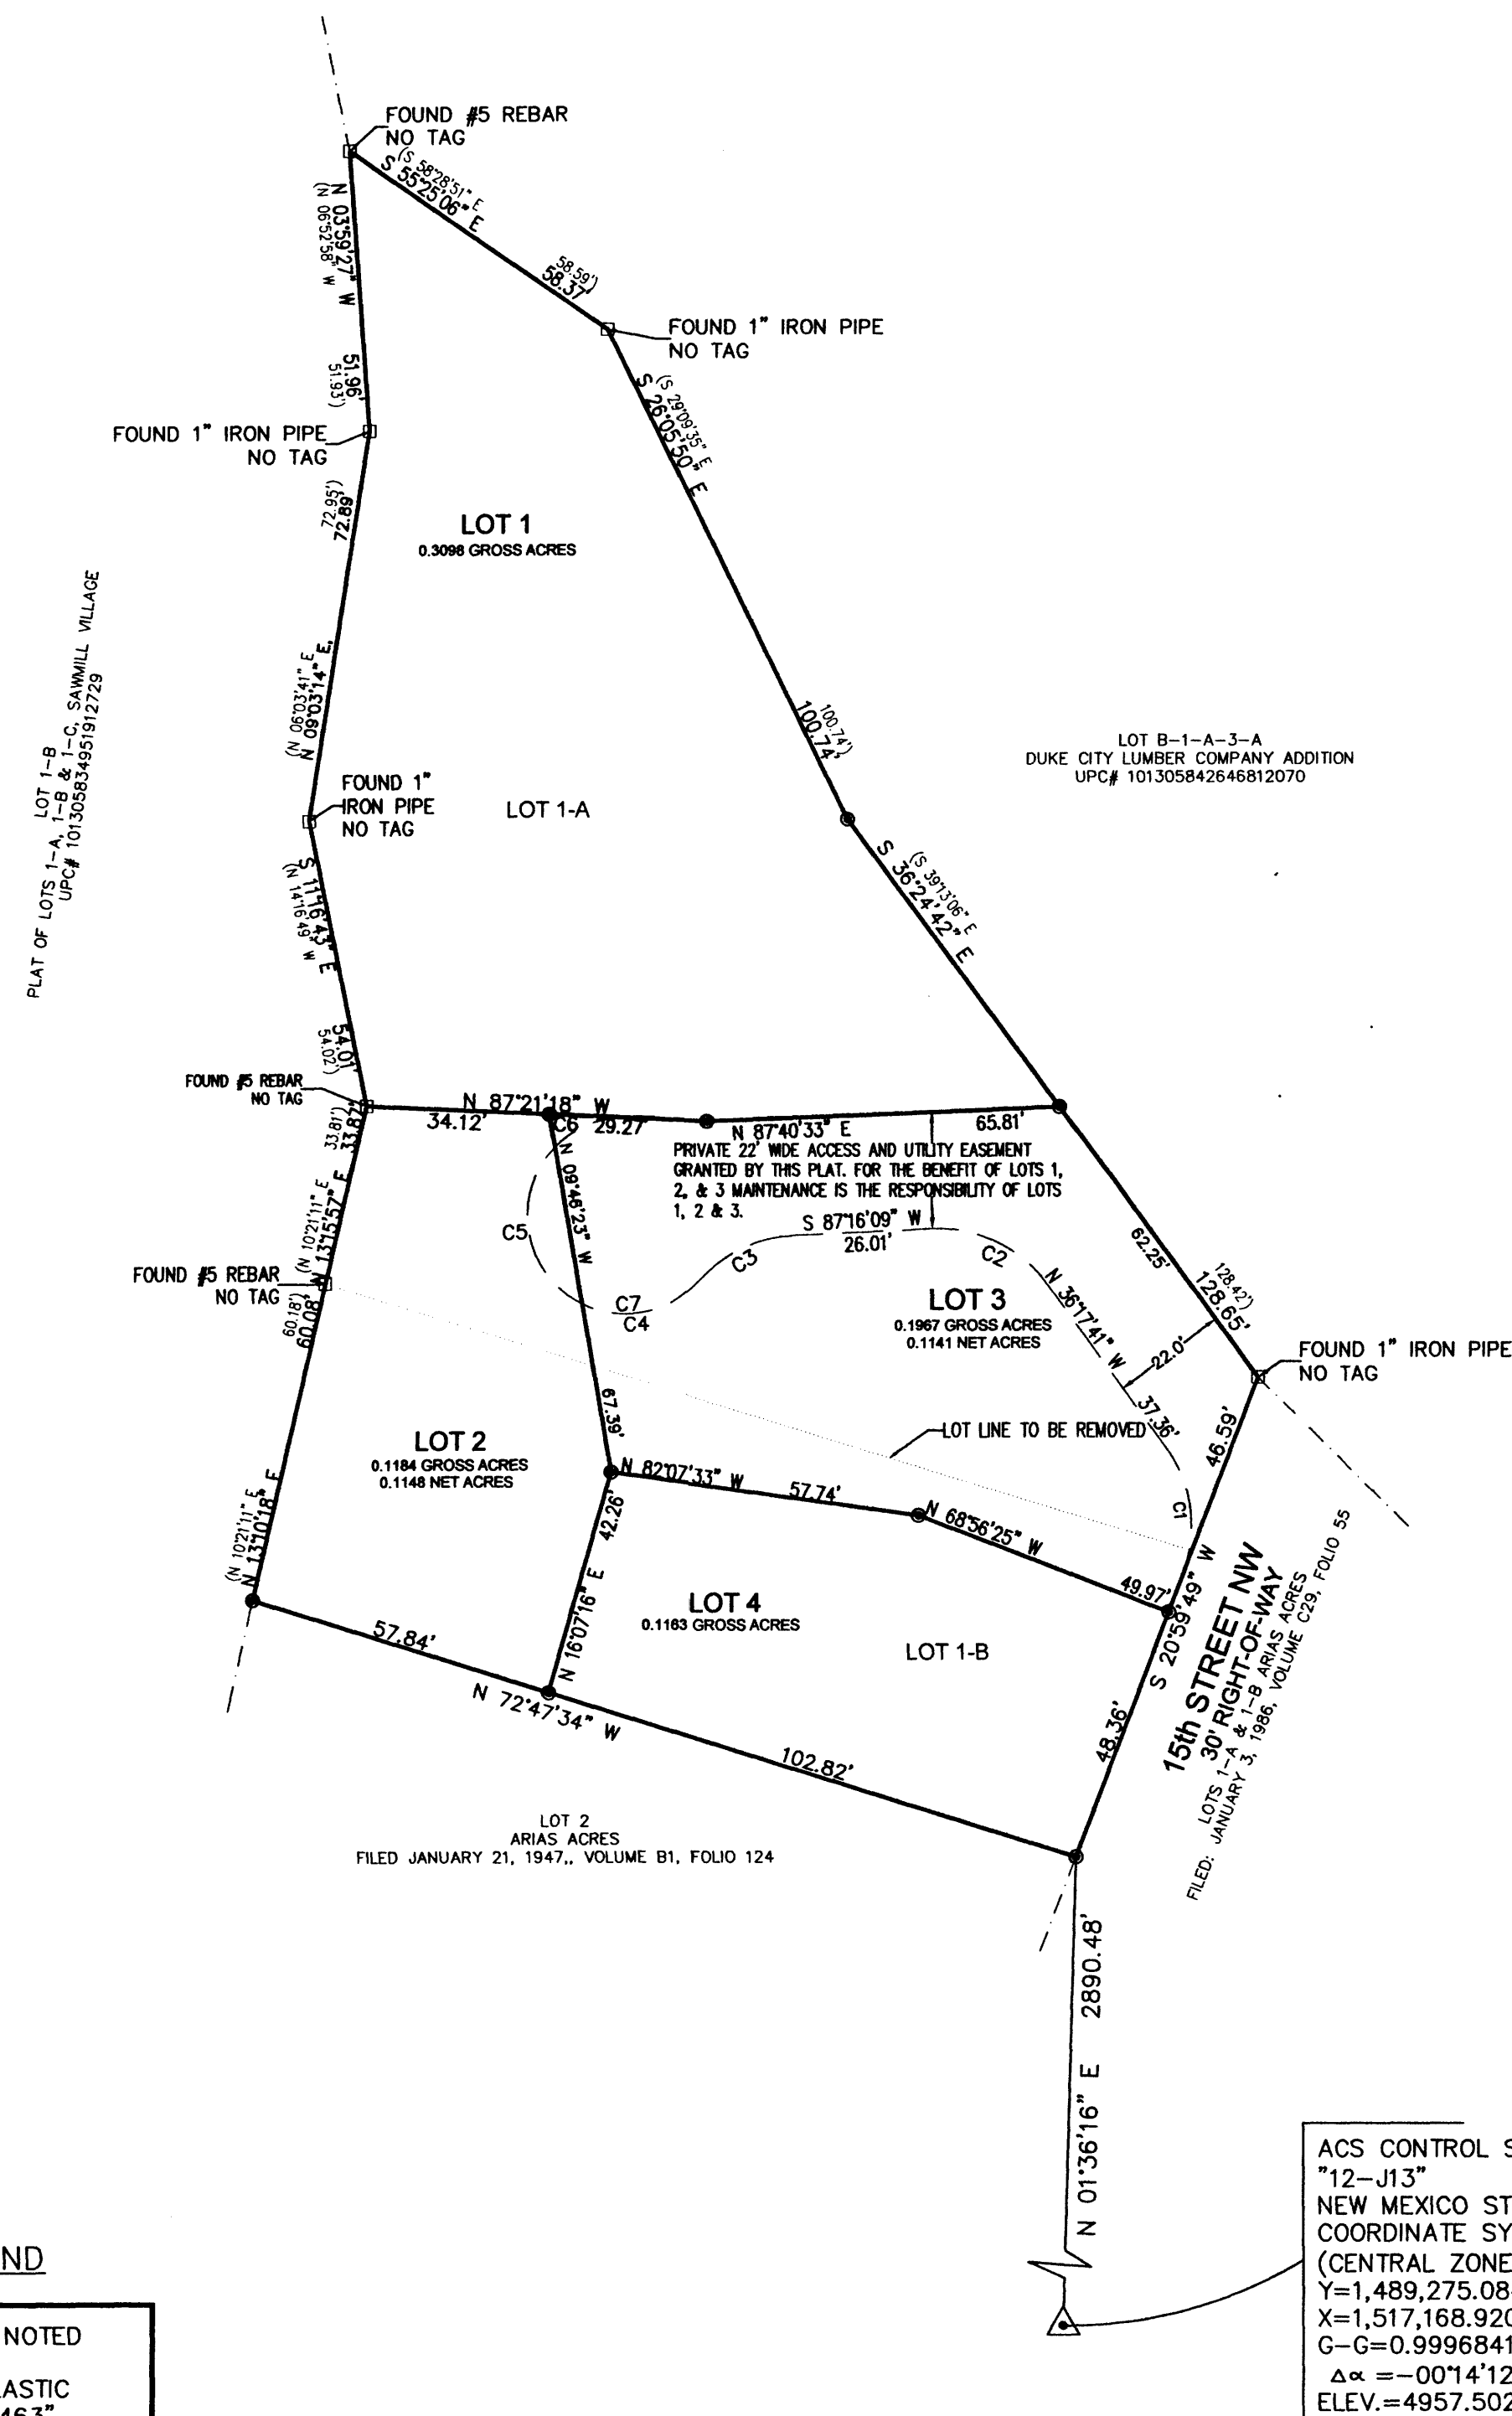 FOUND #5 REBAR
NO TAG
(S 58°28'51" E
S 55°25'06" E
58.59')
58.37'
N 03°59'27" W
(N 06°52'58" W
51.96'
51.93')
FOUND 1" IRON PIPE
NO TAG
FOUND 1" IRON PIPE
NO TAG
(S 29°09'35" E
S 26°05'50" E
72.95')
72.89'
LOT 1
0.3098 GROSS ACRES
(N 06°03'41" E
N 09°03'14" E
100.74')
100.74'
LOT 1-B
PLAT OF LOTS 1-A, 1-B & 1-C, SAWMILL VILLAGE
UPC# 101305834951912729
LOT B-1-A-3-A
DUKE CITY LUMBER COMPANY ADDITION
UPC# 101305842646812070
FOUND 1"
IRON PIPE
NO TAG
LOT 1-A
S 11°16'43" E
(N 14°16'49" W
(S 39°13'06" E
S 36°24'42" E
54.01'
54.02')
FOUND #5 REBAR
NO TAG
N 87°21'18" W
34.12'
C6
29.27'
N 87°40'33" E
65.81'
33.81')
33.87'
PRIVATE 22' WIDE ACCESS AND UTILITY EASEMENT
GRANTED BY THIS PLAT. FOR THE BENEFIT OF LOTS 1,
2, & 3 MAINTENANCE IS THE RESPONSIBILITY OF LOTS
1, 2 & 3.
N 09°46'23" W
(N 10°21'11" E
N 13°15'57" E
C5
S 87°16'09" W
26.01'
C3
C2
62.25'
128.42')
128.65'
FOUND #5 REBAR
NO TAG
C7
C4
N 36°17'41" W
LOT 3
0.1967 GROSS ACRES
0.1141 NET ACRES
22.0'
FOUND 1" IRON PIPE
NO TAG
60.18')
60.08'
67.39'
37.36'
46.59'
LOT LINE TO BE REMOVED
LOT 2
0.1184 GROSS ACRES
0.1148 NET ACRES
N 82°07'33" W
57.74'
N 68°56'25" W
49.97'
C1
(N 10°21'11" E
N 13°10'18" E
42.26'
N 16°07'16" E
LOT 4
0.1163 GROSS ACRES
LOT 1-B
S 20°59'49" W
48.36'
15th STREET NW
30' RIGHT-OF-WAY
LOTS 1-A & 1-B ARIAS ACRES
FILED: JANUARY 3, 1986, VOLUME C29, FOLIO 55
57.84'
N 72°47'34" W
102.82'
LOT 2
ARIAS ACRES
FILED JANUARY 21, 1947,, VOLUME B1, FOLIO 124
2890.48'
N 01°36'16" E
ACS CONTROL S
"12-J13"
NEW MEXICO ST
COORDINATE SY
(CENTRAL ZONE
Y=1,489,275.08
X=1,517,168.920
G-G=0.9996841
Δα =-00°14'12
ELEV.=4957.502
ND
NOTED
ASTIC
463"